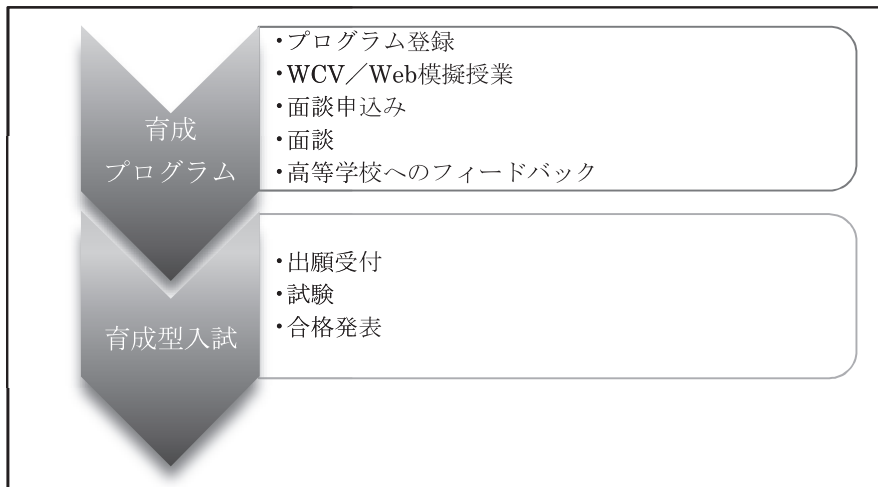 育成
プログラム
・プログラム登録
・WCV／Web模擬授業
・面談申込み
・面談
・高等学校へのフィードバック
育成型入試
・出願受付
・試験
・合格発表